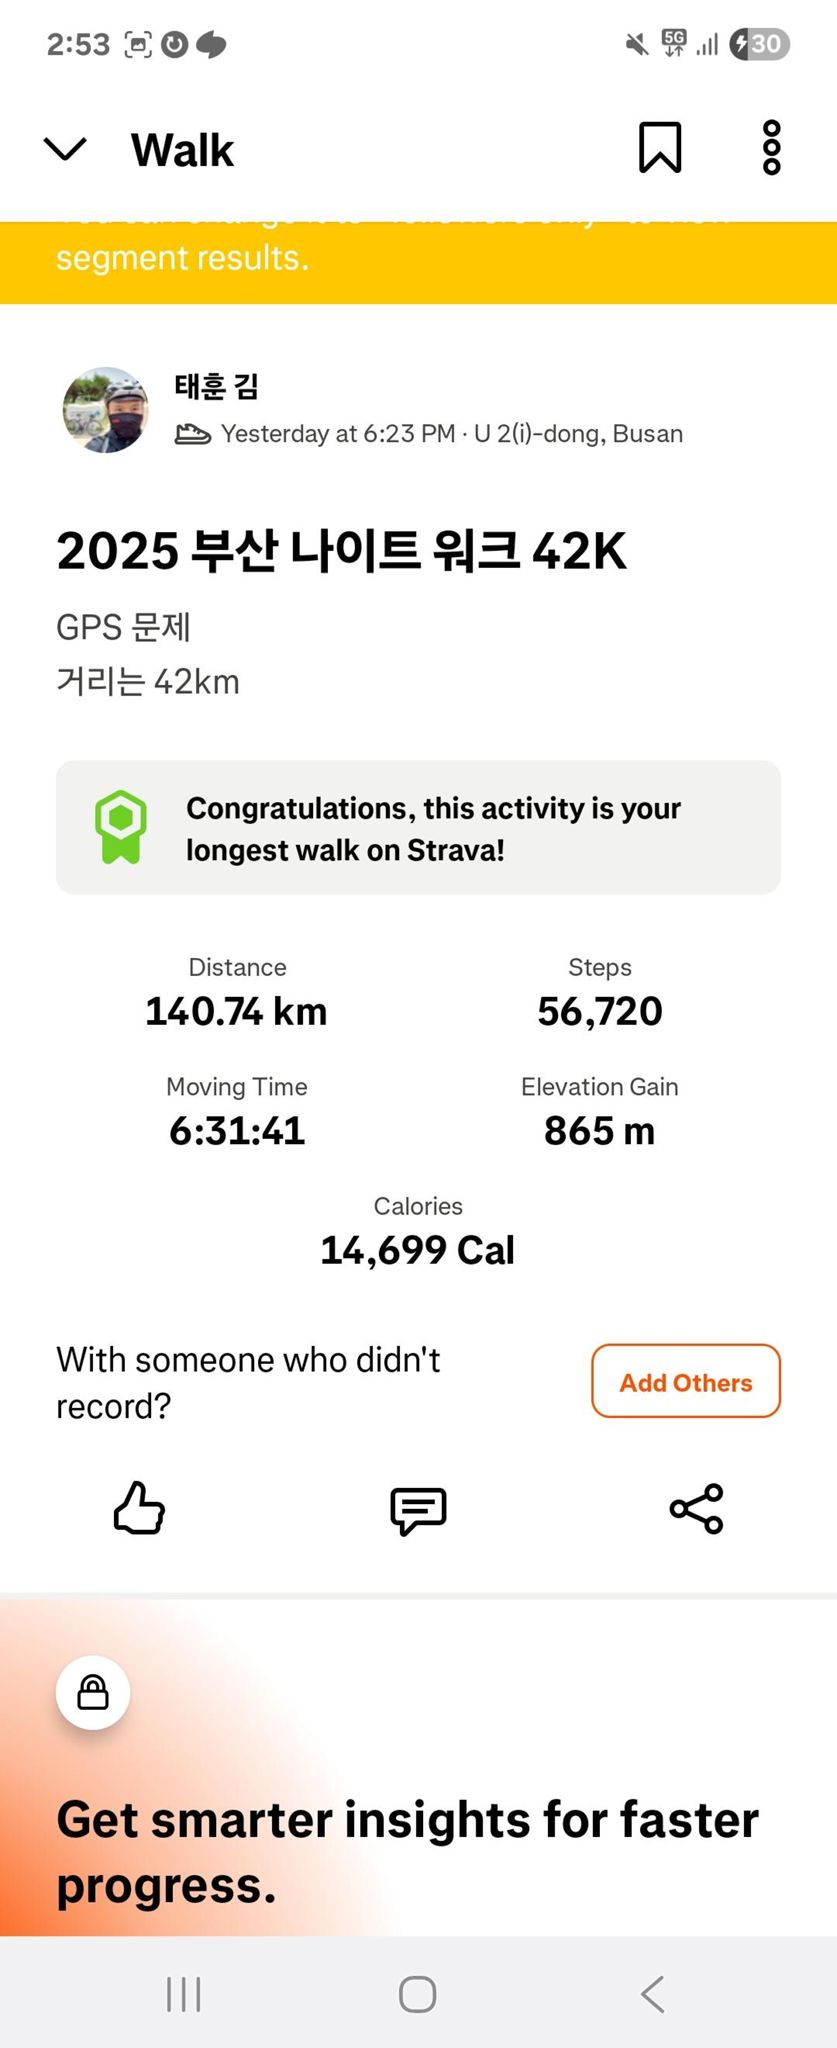 2:53
5G
30
Walk
segment results.
태훈 김
Yesterday at 6:23 PM · U 2(i)-dong, Busan
2025 부산 나이트 워크 42K
GPS 문제
거리는 42km
Congratulations, this activity is your
longest walk on Strava!
Distance
Steps
140.74 km
56,720
Moving Time
Elevation Gain
6:31:41
865 m
Calories
14,699 Cal
With someone who didn't
record?
Add Others
Get smarter insights for faster
progress.